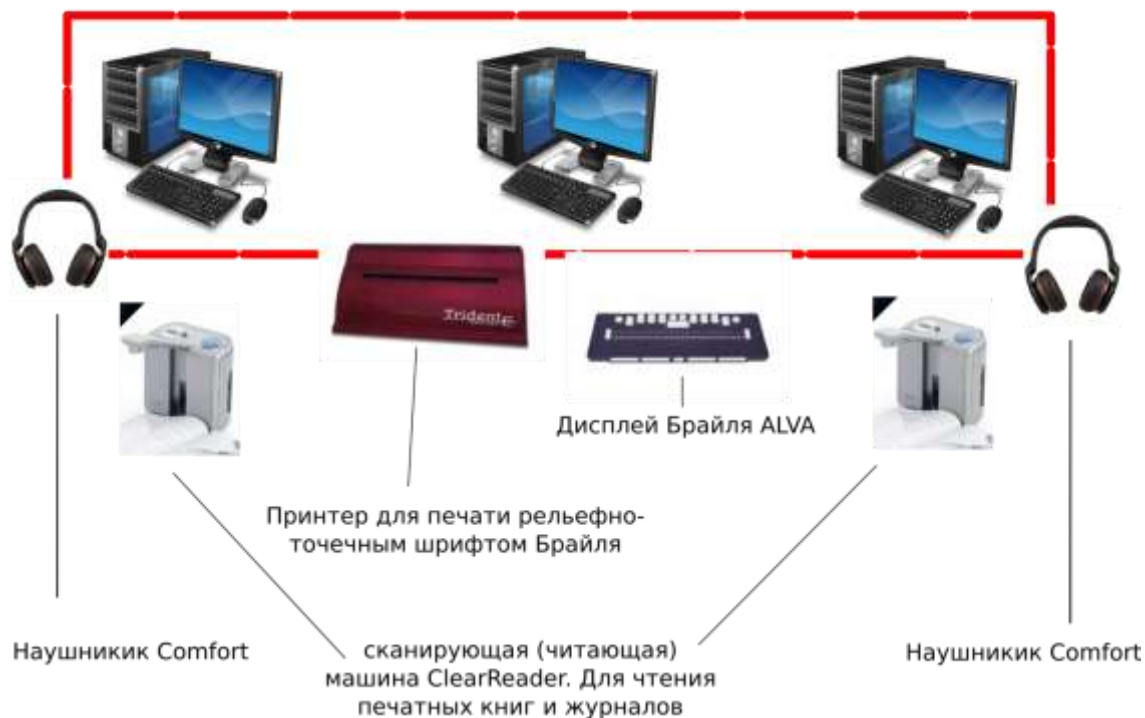 Trident
Дисплей Брайля ALVA
Принтер для печати рельефно-
точечным шрифтом Брайля
Наушникик Comfort
сканирующая (читающая)
машина ClearReader. Для чтения
печатных книг и журналов
Наушникик Comfort